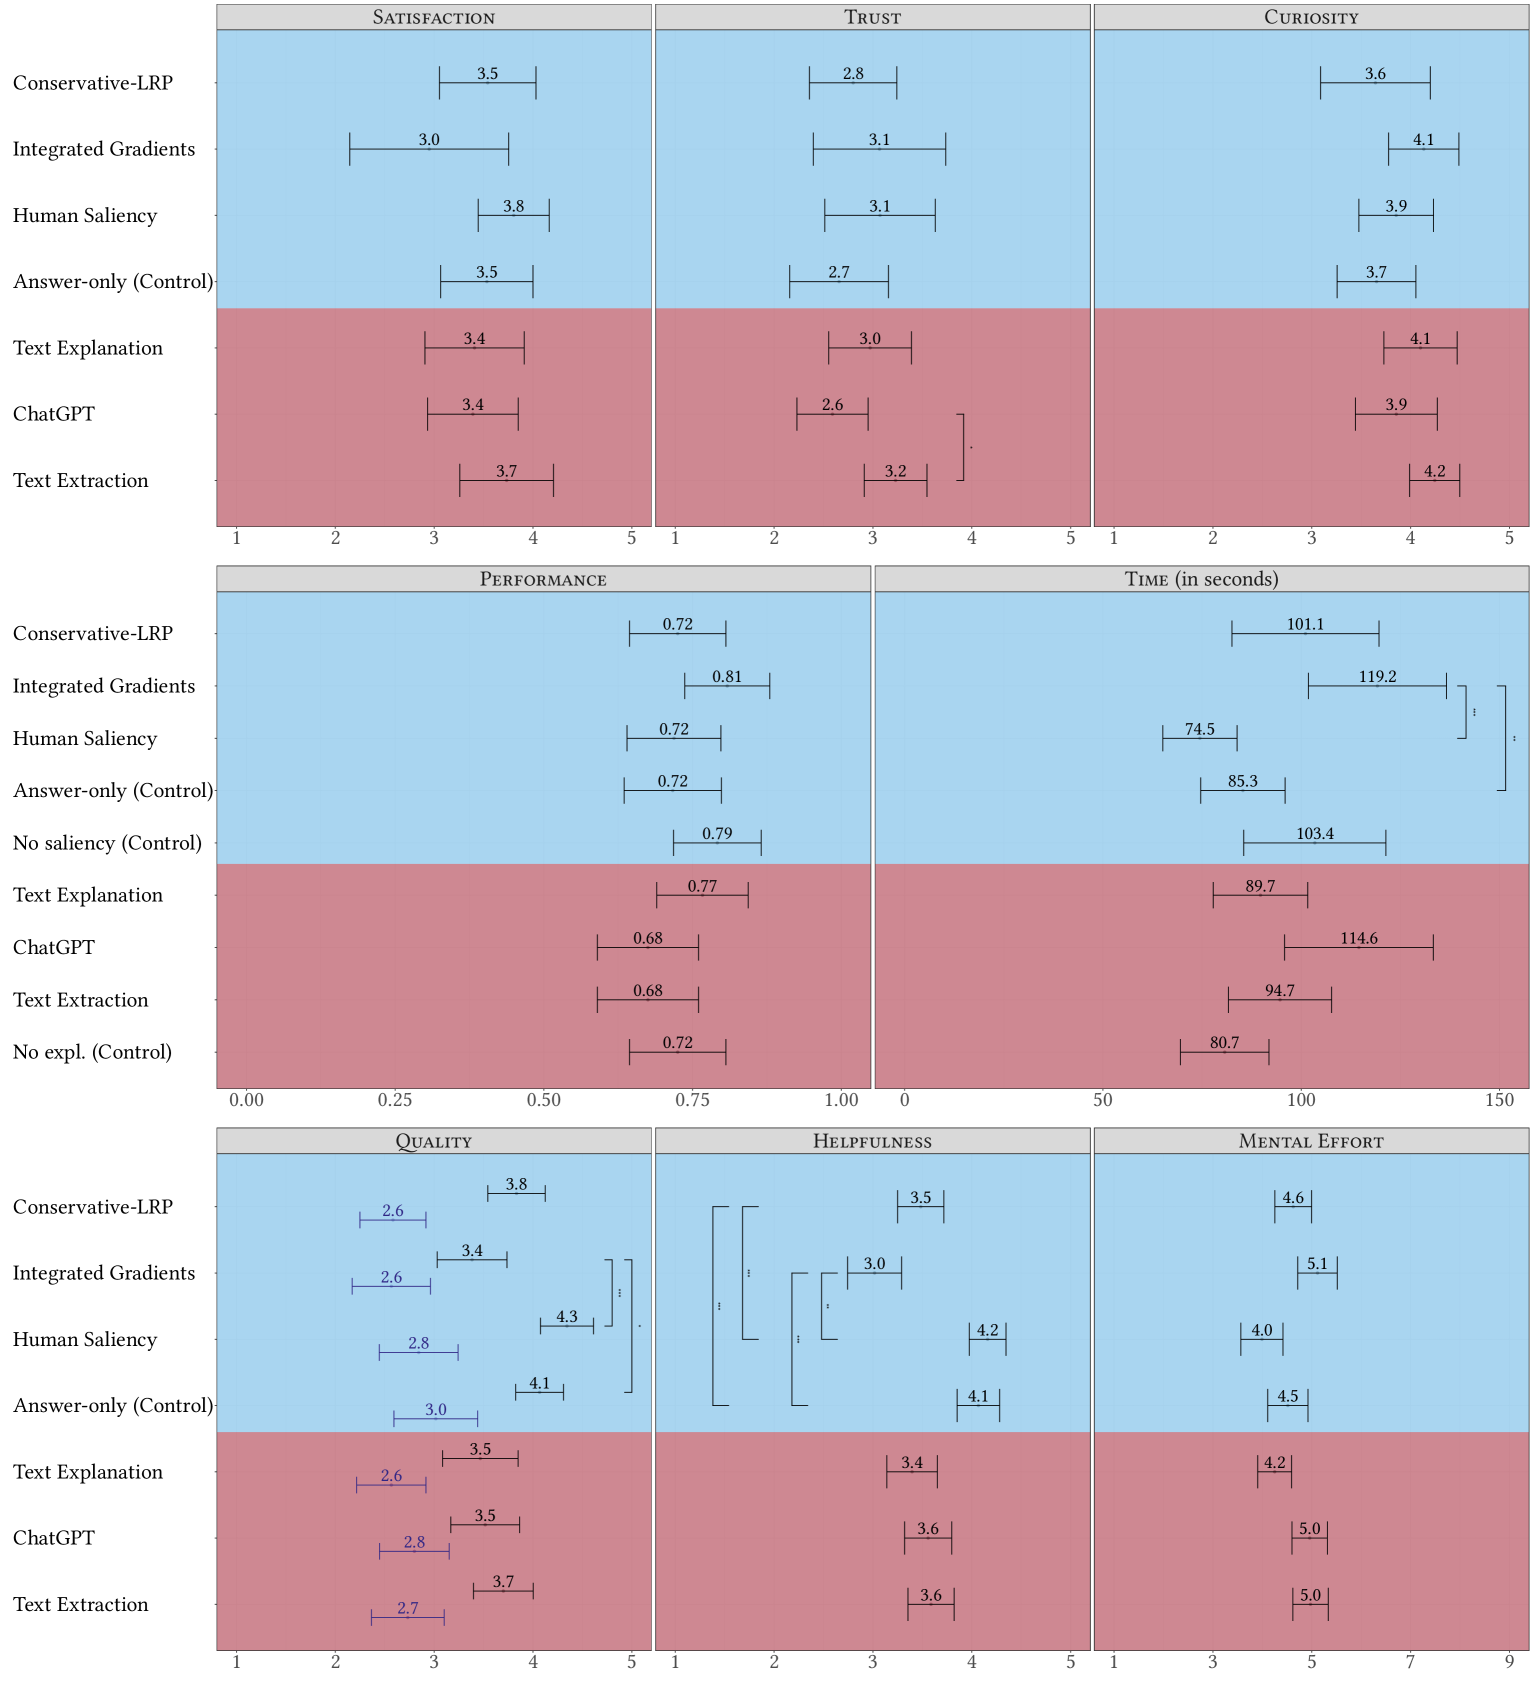 SATISFACTION TRUST CURIOSITY
Conservative-LRP 3.5 2.8 3.6
Integrated Gradients 3.0 3.1 4.1
Human Saliency 3.8 3.1 3.9
Answer-only (Control) 3.5 2.7 3.7
Text Explanation 3.4 3.0 4.1
ChatGPT 3.4 2.6 3.9
Text Extraction 3.7 3.2 4.2
1 2 3 4 5 1 2 3 4 5 1 2 3 4 5
PERFORMANCE TIME (in seconds)
Conservative-LRP 0.72 101.1
Integrated Gradients 0.81 119.2
Human Saliency 0.72 74.5
Answer-only (Control) 0.72 85.3
No saliency (Control) 0.79 103.4
Text Explanation 0.77 89.7
ChatGPT 0.68 114.6
Text Extraction 0.68 94.7
No expl. (Control) 0.72 80.7
0.00 0.25 0.50 0.75 1.00 0 50 100 150
QUALITY HELPFULNESS MENTAL EFFORT
3.8
Conservative-LRP 2.6 3.5 4.6
3.4
Integrated Gradients 2.6 3.0 5.1
4.3
Human Saliency 2.8 4.2 4.0
4.1
Answer-only (Control) 3.0 4.1 4.5
3.5
Text Explanation 2.6 3.4 4.2
3.5
ChatGPT 2.8 3.6 5.0
3.7
Text Extraction 2.7 3.6 5.0
1 2 3 4 5 1 2 3 4 5 1 3 5 7 9